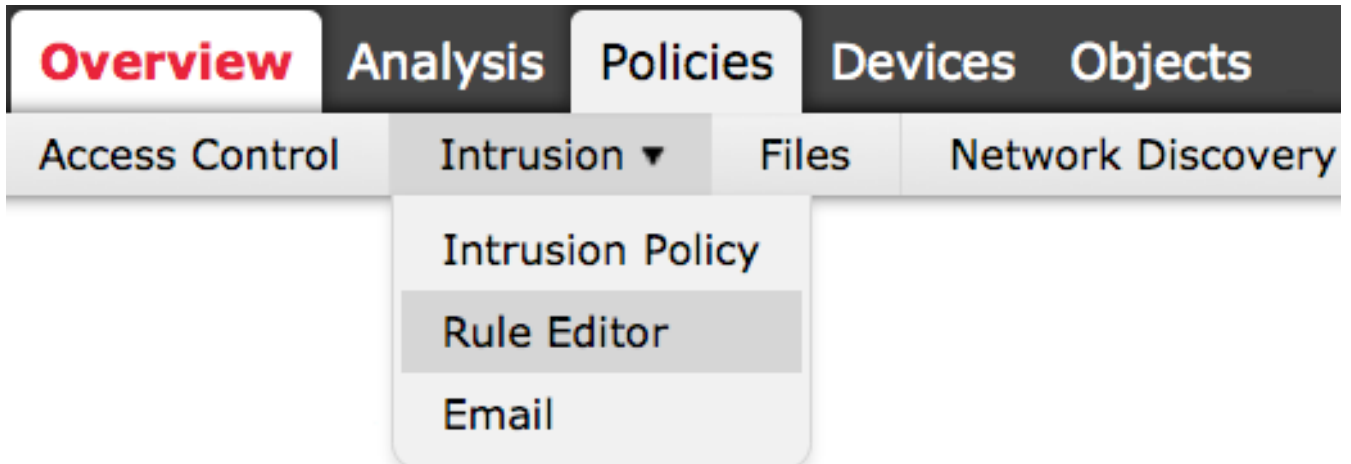 Overview Analysis Policies Devices Objects
Access Control Intrusion ▼ Files Network Discovery
Intrusion Policy
Rule Editor
Email